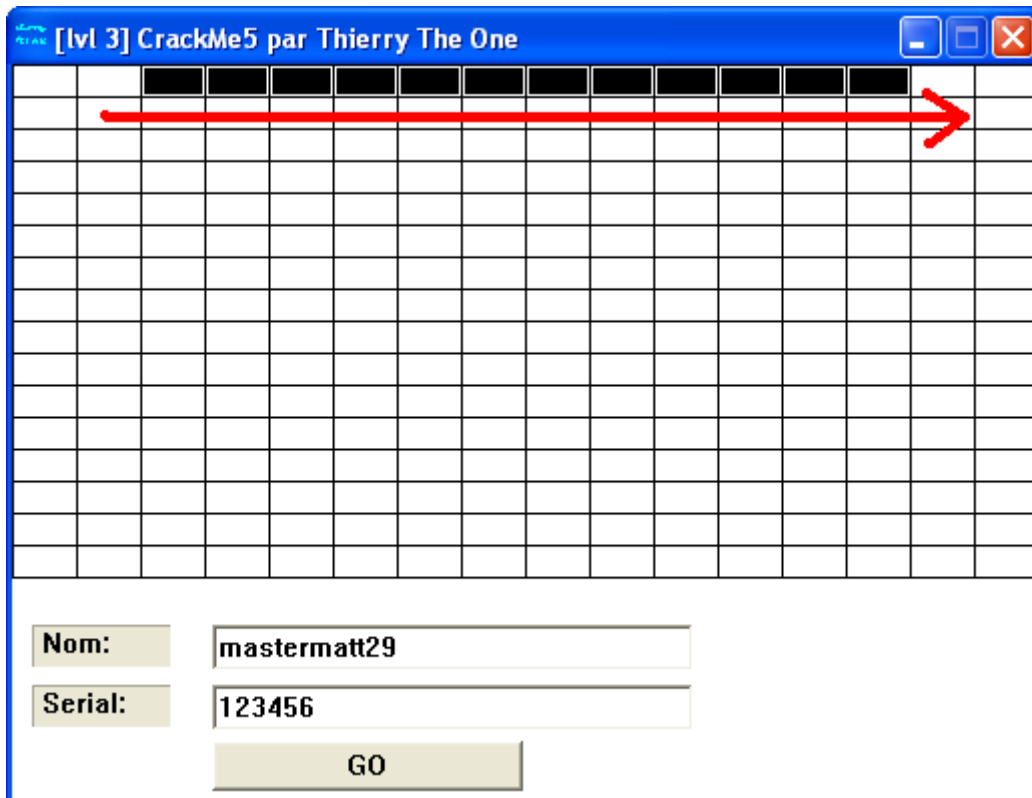 [lvl 3] CrackMe5 par Thierry The One
Nom:
mastermatt29
Serial:
123456
GO